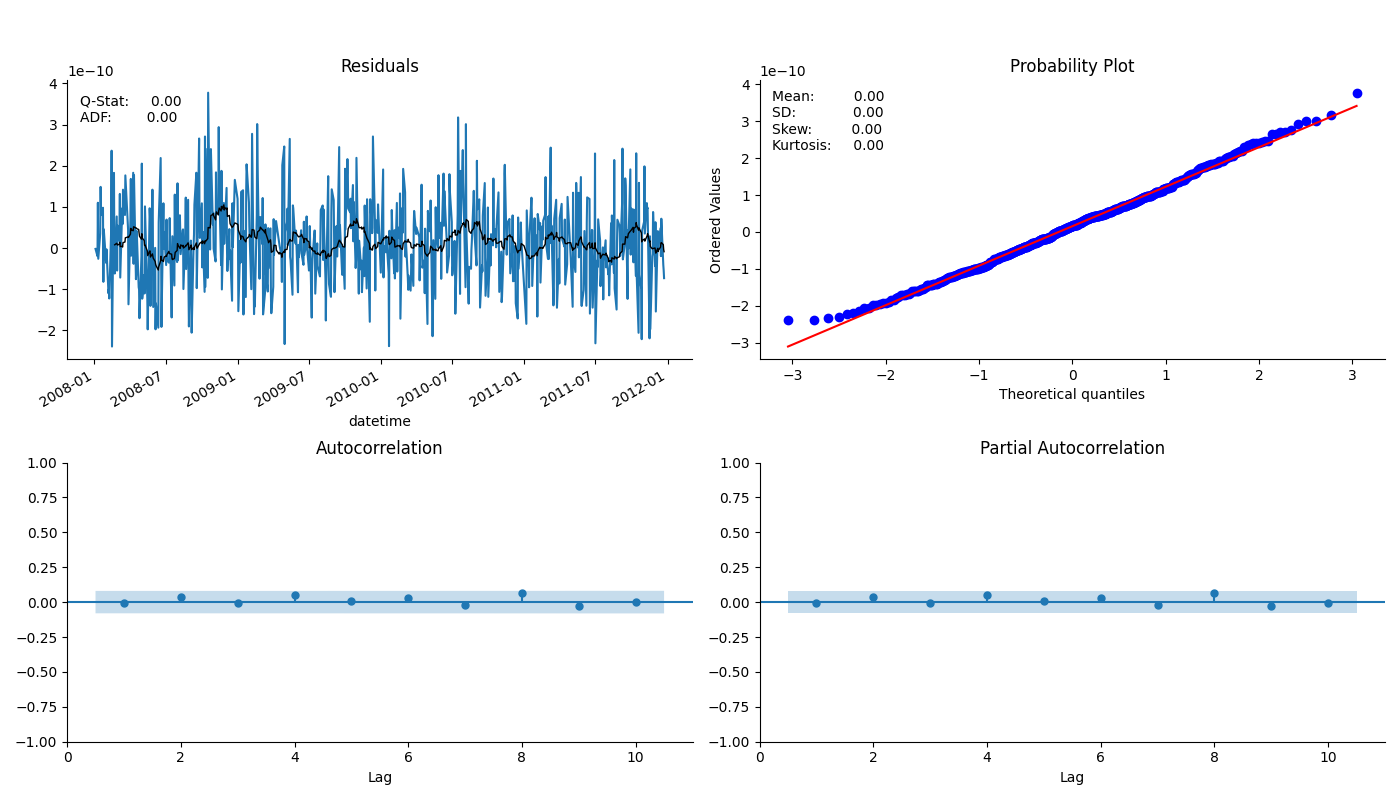 Residuals
1e−10
Q-Stat: 0.00
ADF: 0.00
4
3
2
1
0
−1
−2
2008-01
2008-07
2009-01
2009-07
2010-01
2010-07
2011-01
2011-07
2012-01
datetime
Probability Plot
1e−10
Mean: 0.00
SD: 0.00
Skew: 0.00
Kurtosis: 0.00
Ordered Values
4
3
2
1
0
−1
−2
−3
−3 −2 −1 0 1 2 3
Theoretical quantiles
Autocorrelation
1.00
0.75
0.50
0.25
0.00
−0.25
−0.50
−0.75
−1.00
0 2 4 6 8 10
Lag
Partial Autocorrelation
1.00
0.75
0.50
0.25
0.00
−0.25
−0.50
−0.75
−1.00
0 2 4 6 8 10
Lag